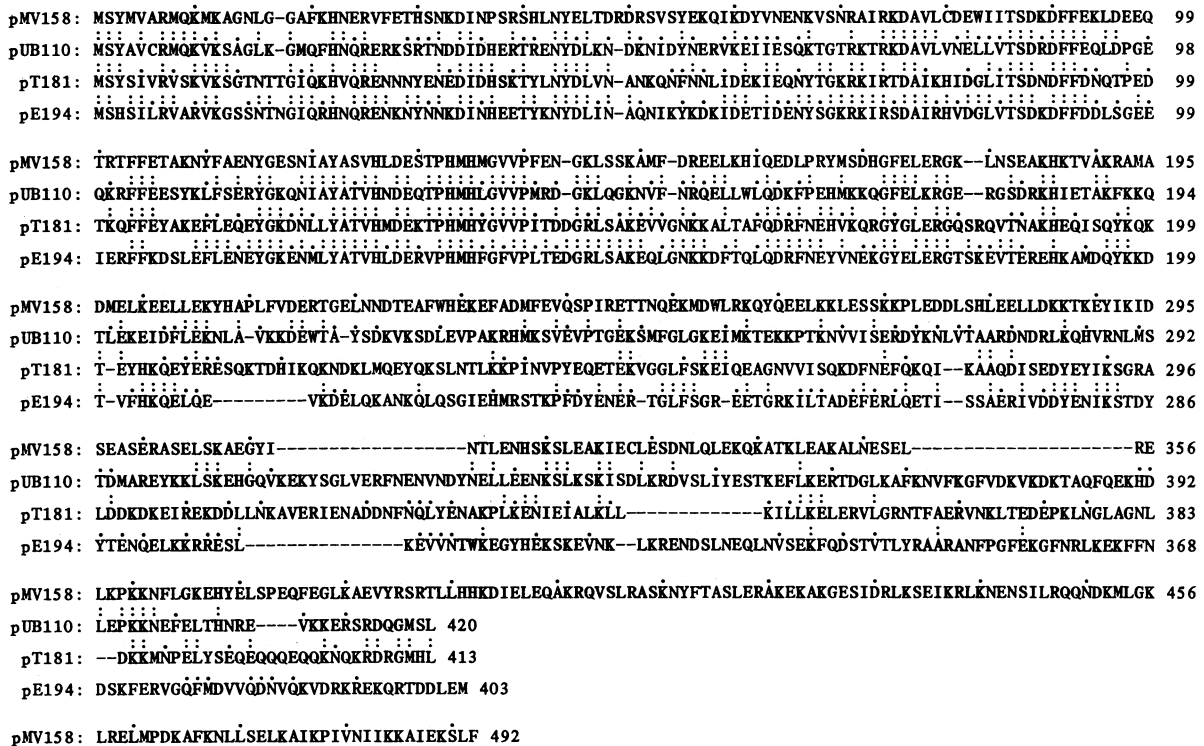 pMV158: MSYMVARMQKMKAGNLG-GAFKHNERVFETHSNKDINPSRSHLNYELTDRDRSVSYEKQIKDYVNENKVSNRAIRKDAVLCDEWIITSDKDFFEKLDEEQ 99
pUB110: MSYAVCRMQKVKSAGLK-GMQFHNQRERKSRTNDDIDHERTRENYDLKN-DKNIDYNERVKEIIESQKTGTRKTRKDAVLVNELLVTSDRDFFEQLDPGE 98
pT181: MSYSIVRVSKVKSGTNTTGIQKHVQRENNNYENEDIDHSKTYLNYDLVN-ANKQNFNNLIDEKIEQNYTGKRKIRTDAIKHIDGLITSDNDFFDNQTPED 99
pE194: MSHSILRVARVKGSSNTNGIQRHNQRENKNYNNKDINHEETYKNYDLIN-AQNIKYKDKIDETIDENYSGKRKIRSDAIRHVDGLVTSDKDFFDDLSGEE 99
pMV158: TRTFFETAKNYFAENYGESNIAYASVHLDESTPHMHMGVVPFEN-GKLSSKAMF-DREELKHIQEDLPRYMSDHGFELERGK--LNSEAKHKTVAKRAMA 195
pUB110: QKRFFEESYKLFSERYGKQNIAYATVHNDEQTPHMHLGVVPMRD-GKLQGKNVF-NRQELLWLQDKFPEHMKKQGFELKRGE--RGSDRKHIETAKFKKQ 194
pT181: TKQFFEYAKEFLEQEYGKDNLLYATVHMDEKTPHMHYGVVPITDDGRLSAKEVVGNKKALTAFQDRFNEHVKQRGYGLERGQSRQVTNAKHEQISQYKQK 199
pE194: IERFFKDSLEFLENEYGKENMLYATVHLDERVPHMHFGFVPLTEDGRLSAKEQLGNKKDFTQLQDRFNEYVNEKGYELERGTSKEVTEREHKAMDQYKKD 199
pMV158: DMELKEELLEKYHAPLFVDERTGELNNDTEAFWHEKEFADMFEVQSPIRETTNQEKMDWLRKQYQEELKKLESSKKPLEDDLSHLEELLDKKTKEYIKID 295
pUB110: TLEKEIDFLEKNLA-VKKDEWTA-YSDKVKSDLEVPAKRHMKSVEVPTGEKSMFGLGKEIMKTEKKPTKNVVISERDYKNLVTAARDNDRLKQHVRNLMS 292
pT181: T-EYHKQEYERESQKTDHIKQKNDKLMQEYQKSLNTLKKPINVPYEQETEKVGGLFSKEIQEAGNVVISQKDFNEFQKQI--KAAQDISEDYEYIKSGRA 296
pE194: T-VFHKQELQE---------VKDELQKANKQLQSGIEHMRSTKPFDYENER-TGLFSGR-EETGRKILTADEFERLQETI--SSAERIVDDYENIKSTDY 286
pMV158: SEASERASELSKAEGYI-----------------NTLENHSKSLEAKIECLESDNLQLEKQKATKLEAKALNESEL-------------------RE 356
pUB110: TDMAREYKKLSKEHGQVKEKYSGLVERFNENVNDYNELLEENKSLKSKISDLKRDVSLIYESTKEFLKERTDGLKAFKNVFKGFVDKVKDKTAQFQEKHD 392
pT181: LDDKDKEIREKDDLLNKAVERIENADDNFNQLYENAKPLKENIEIALKLL------------KILLKELERVLGRNTFAERVNKLTEDEPKLNGLAGNL 383
pE194: YTENQELKKRRESL--------------KEVVNTWKEGYHEKSKEVNK--LKRENDSLNEQLNVSEKFQDSTVTLYRAARANFPGFEKGFNRLKEKFFN 368
pMV158: LKPKKNFLGKEHYELSPEQFEGLKAEVYRSRTLLHHKDIELEQAKRQVSLRASKNYFTASLERAKEKAKGESIDRLKSEIKRLKNENSILRQQNDKMLGK 456
pUB110: LEPKKNEFELTHNRE----VKKERSRDQGMSL 420
pT181: --DKKMNPELYSEQEQQQEQQKNQKRDRGMHL 413
pE194: DSKFERVGQFMDVVQDNVQKVDRKREKQRTDDLEM 403
pMV158: LRELMPDKAFKNLLSELKAIKPIVNIIKKAIEKSLF 492